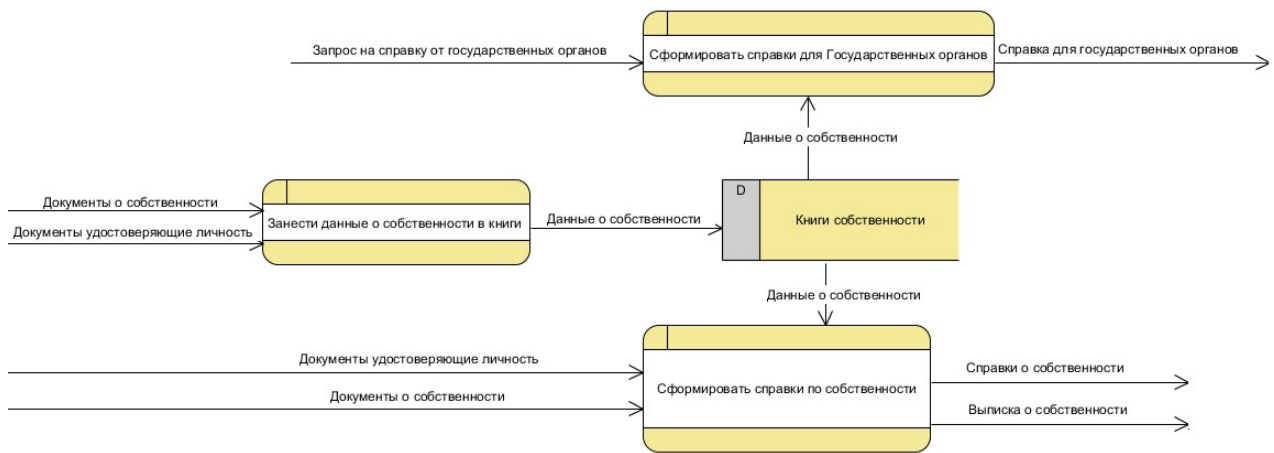 Запрос на справку от государственных органов
Сформировать справки для Государственных органов
Справка для государственных органов
Данные о собственности
Документы о собственности
Документы удостоверяющие личность
Занести данные о собственности в книги
Данные о собственности
D
Книги собственности
Данные о собственности
Документы удостоверяющие личность
Документы о собственности
Сформировать справки по собственности
Справки о собственности
Выписка о собственности